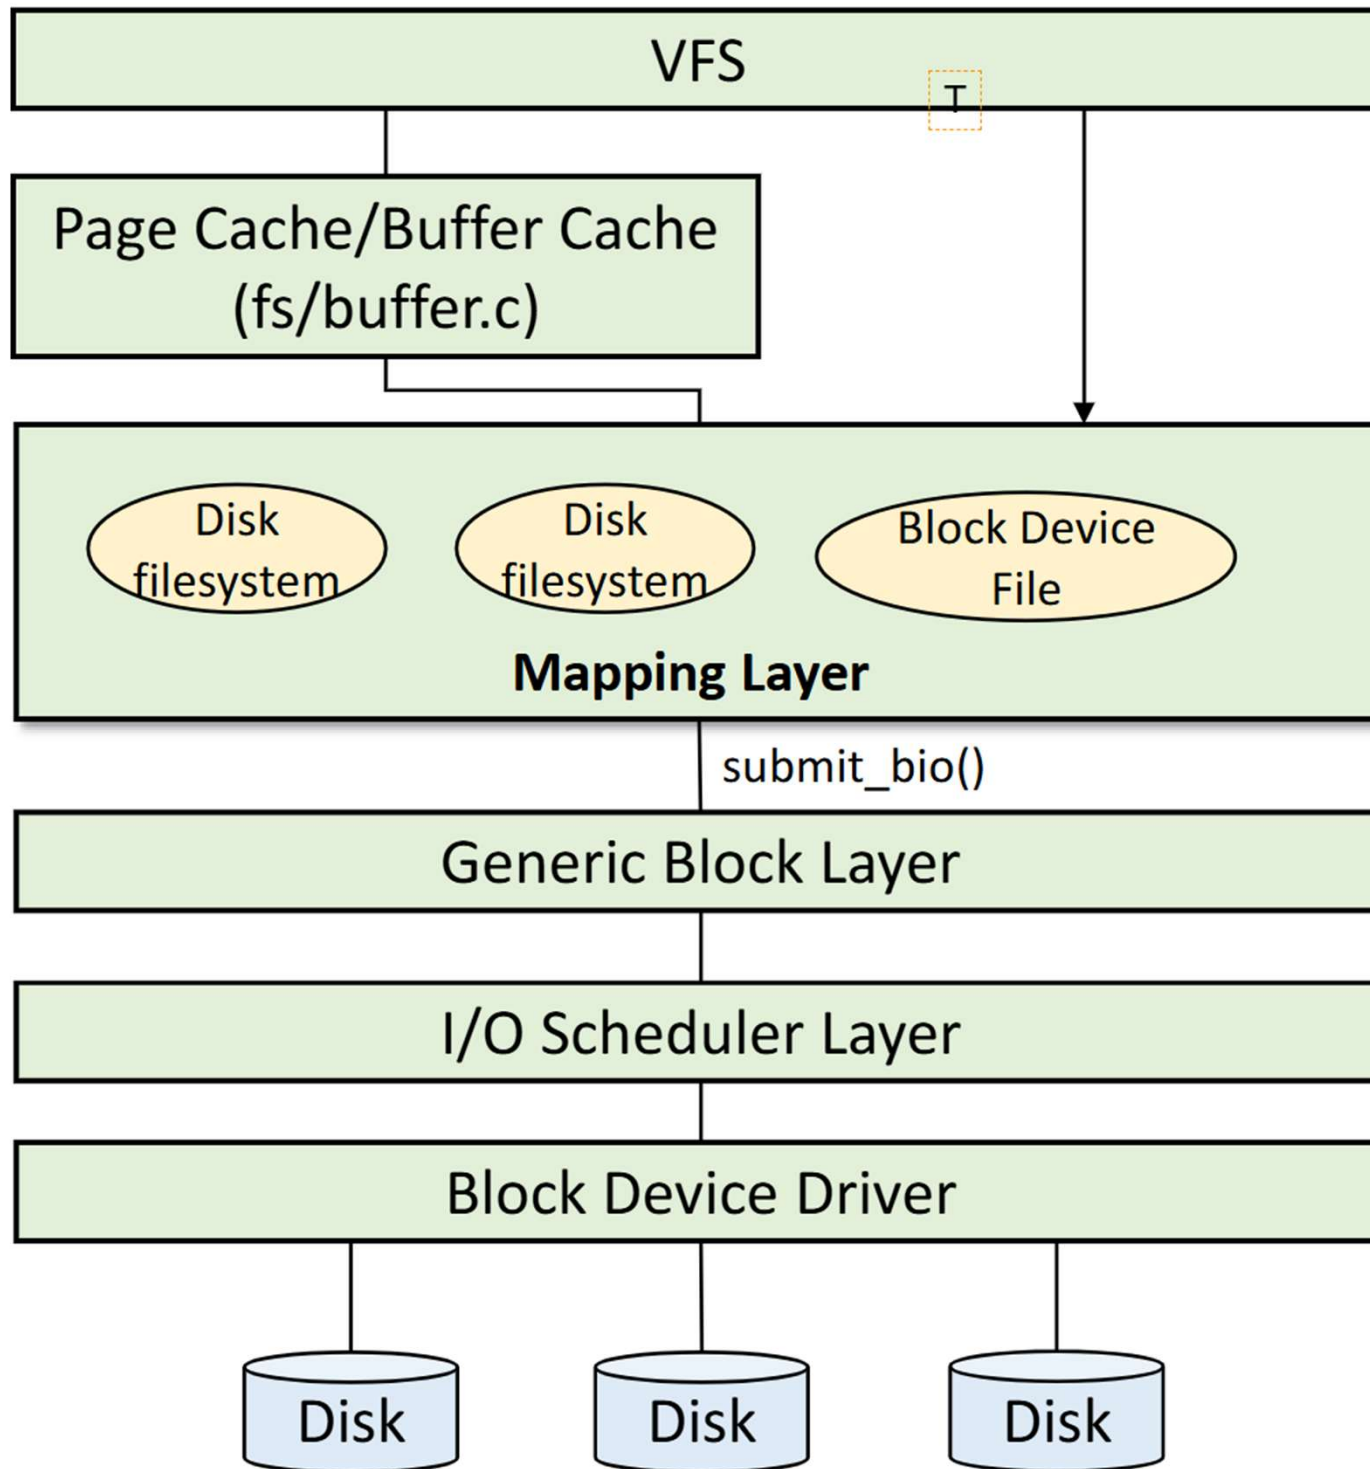 VFS
T
Page Cache/Buffer Cache
(fs/buffer.c)
Disk
filesystem
Disk
filesystem
Block Device
File
Mapping Layer
submit_bio()
Generic Block Layer
I/O Scheduler Layer
Block Device Driver
Disk
Disk
Disk